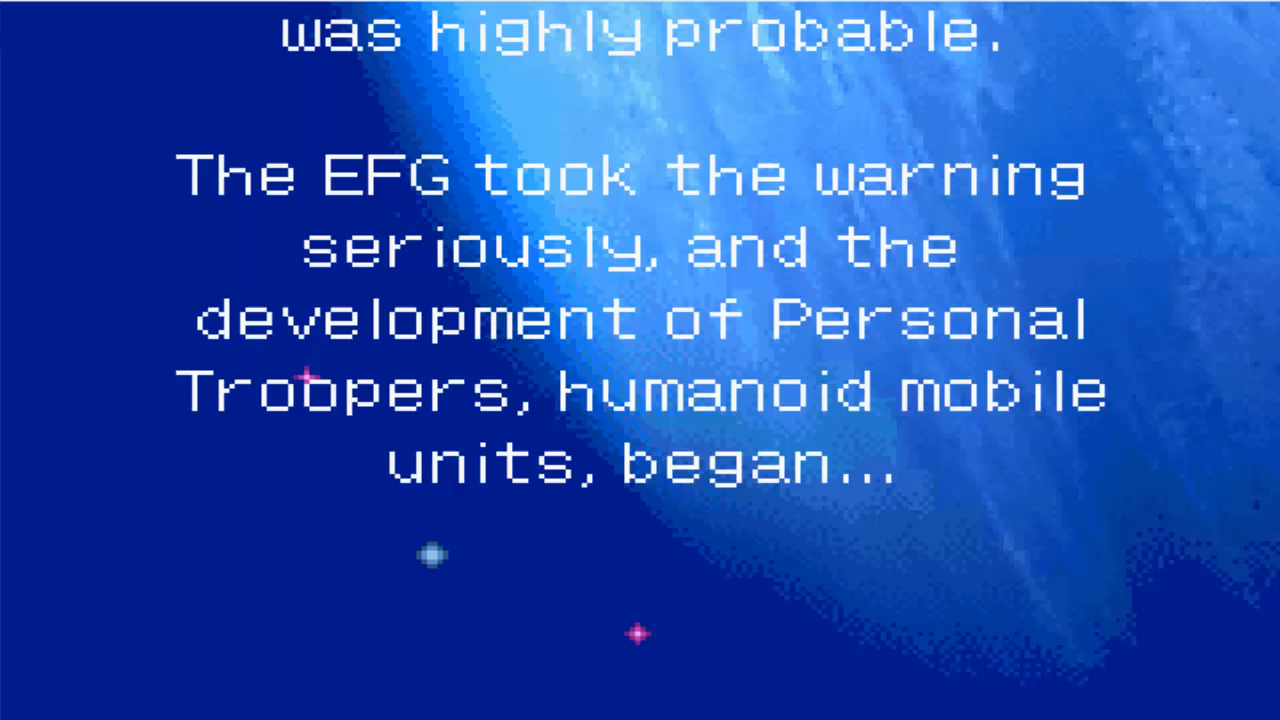 was highly probable.
The EFG took the warning
seriously, and the
development of Personal
Troopers, humanoid mobile
units, began...